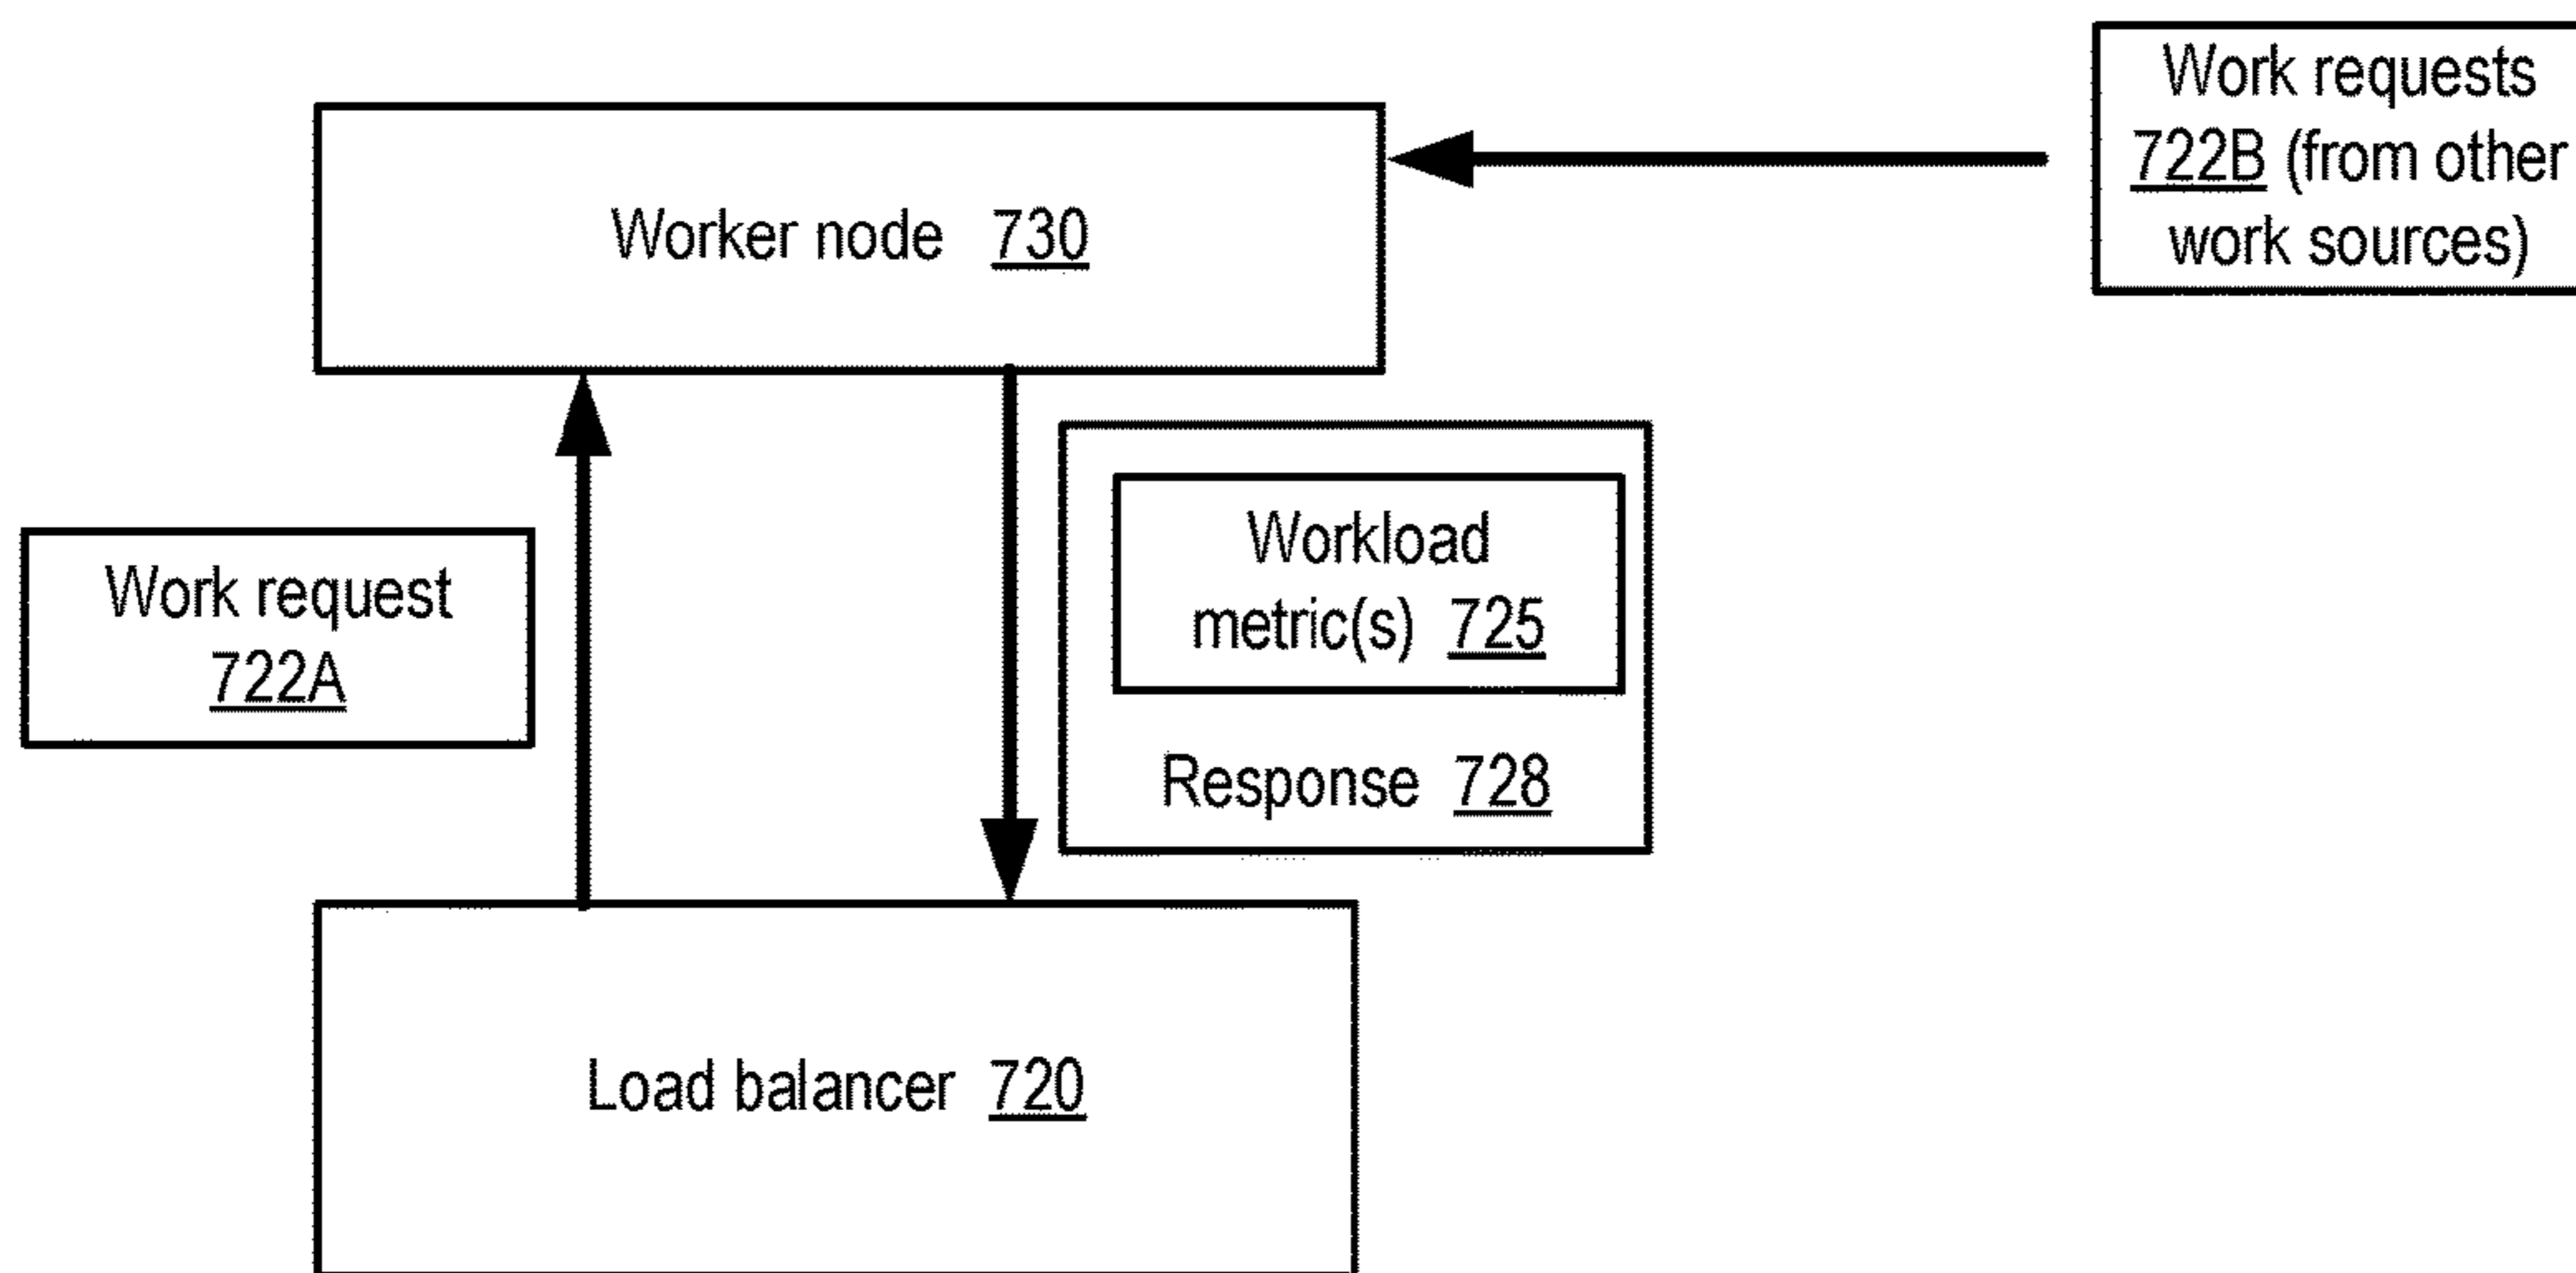 Work requests
722B (from other
work sources)
Worker node 730
Workload
metric(s) 725
Work request
722A
Response 728
Load balancer 720